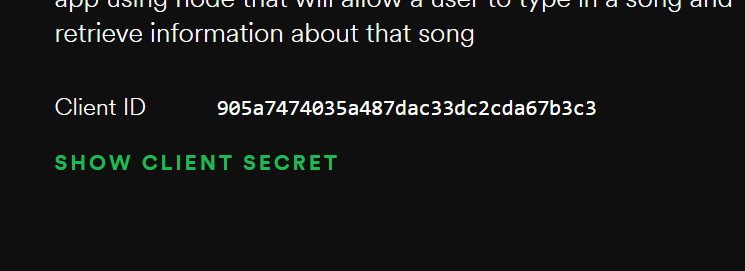 app using node that will allow a user to type in a song and
retrieve information about that song
Client ID 905a7474035a487dac33dc2cda67b3c3
SHOW CLIENT SECRET